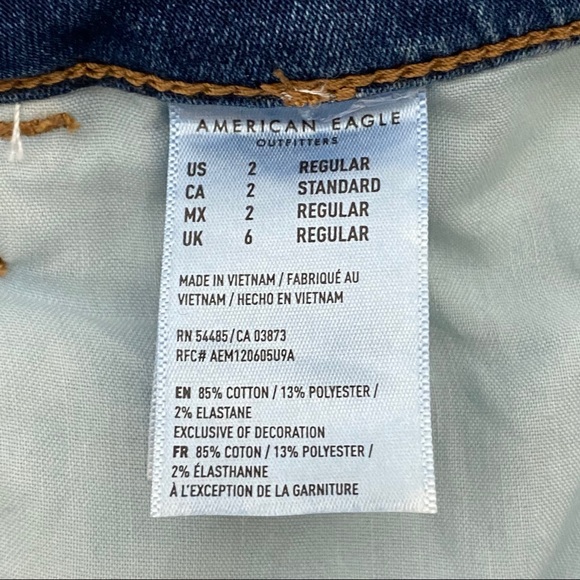 AMERICAN EAGLE
OUTFITTERS
US 2 REGULAR
CA 2 STANDARD
MX 2 REGULAR
UK 6 REGULAR
MADE IN VIETNAM / FABRIQUÉ AU
VIETNAM / HECHO EN VIETNAM
RN 54485/CA 03873
RFC# AEM120605U9A
EN 85% COTTON / 13% POLYESTER /
2% ELASTANE
EXCLUSIVE OF DECORATION
FR 85% COTON / 13% POLYESTER /
2% ÉLASTHANNE
À L'EXCEPTION DE LA GARNITURE